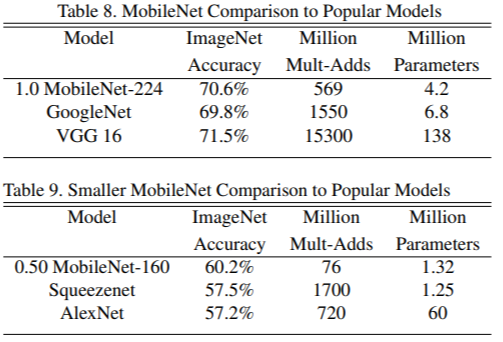 Table 8. MobileNet Comparison to Popular Models
Model ImageNet Million Million
Accuracy Mult-Adds Parameters
1.0 MobileNet-224 70.6% 569 4.2
GoogleNet 69.8% 1550 6.8
VGG 16 71.5% 15300 138
Table 9. Smaller MobileNet Comparison to Popular Models
Model ImageNet Million Million
Accuracy Mult-Adds Parameters
0.50 MobileNet-160 60.2% 76 1.32
Squeezenet 57.5% 1700 1.25
AlexNet 57.2% 720 60